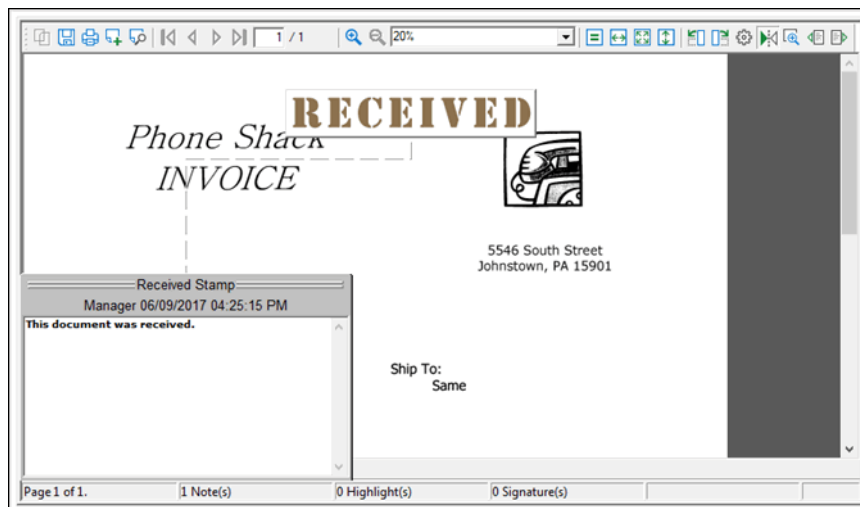 1 / 1
20%
RECEIVED
Phone Shack
INVOICE
5546 South Street
Johnstown, PA 15901
Received Stamp
Manager 06/09/2017 04:25:15 PM
This document was received.
Ship To:
Same
Page 1 of 1.
1 Note(s)
0 Highlight(s)
0 Signature(s)